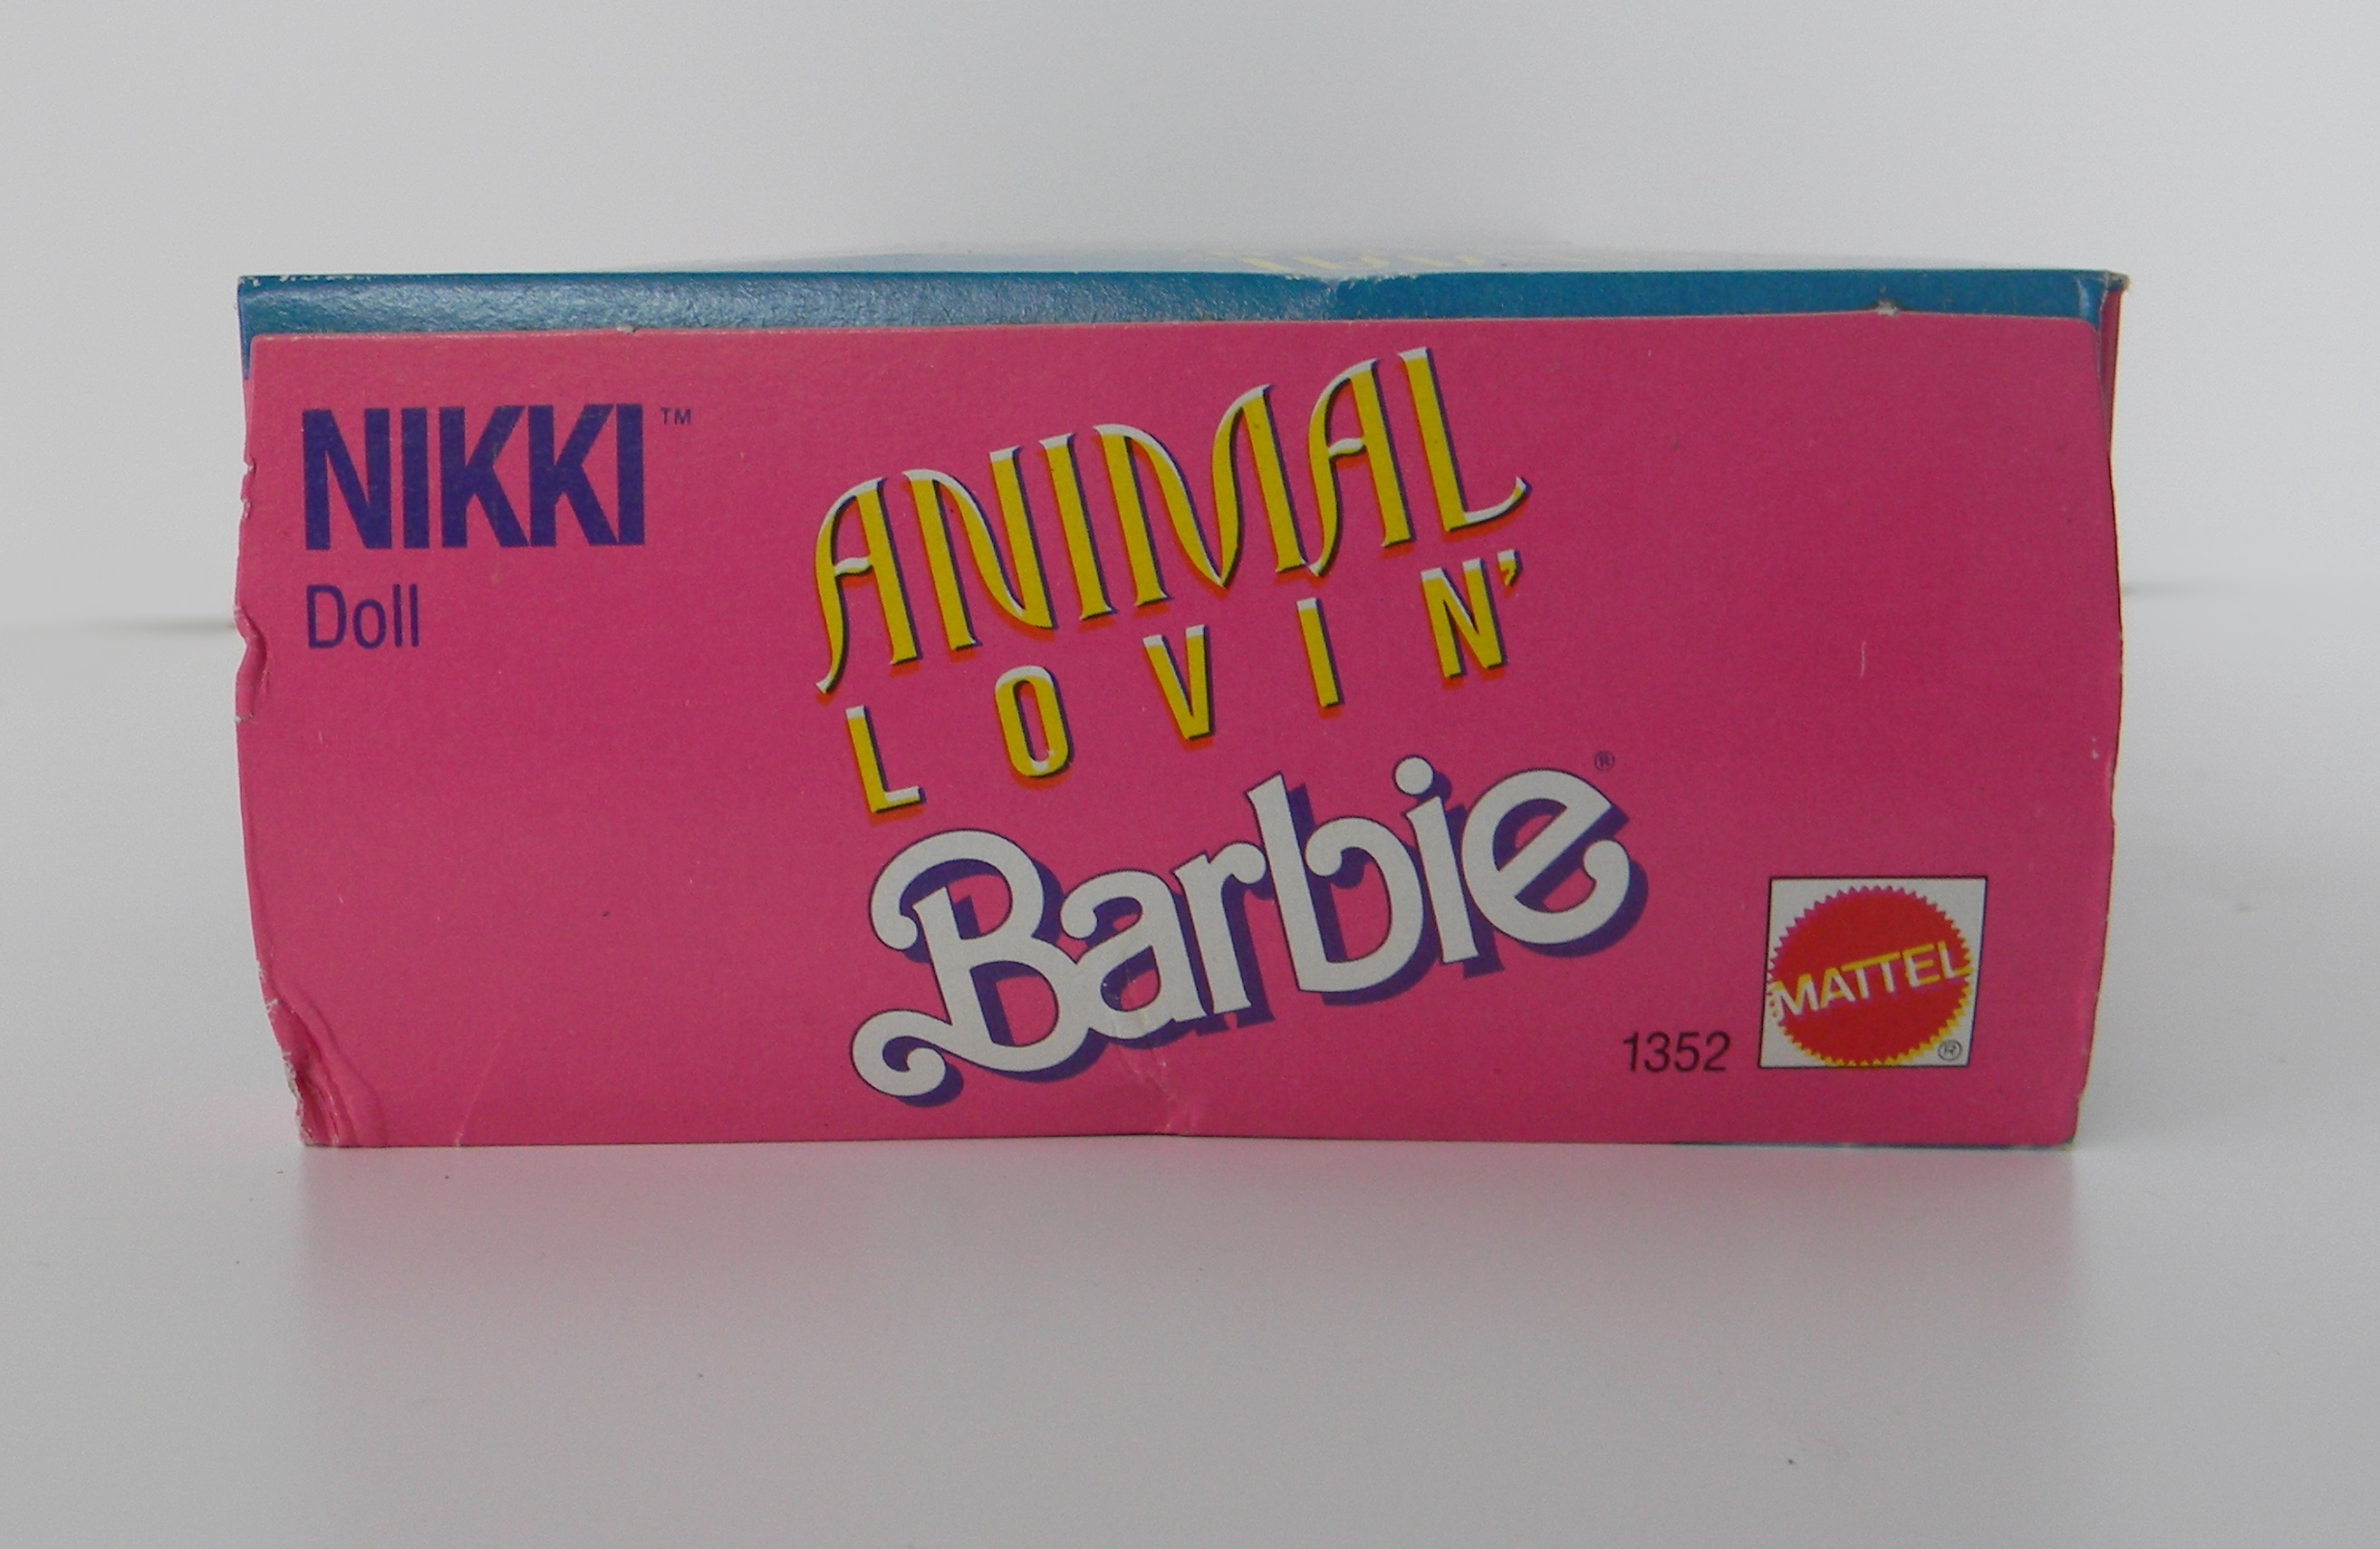 NIKKI™
Doll
ANIMAL
LOVIN'
Barbie®
1352
MATTEL®